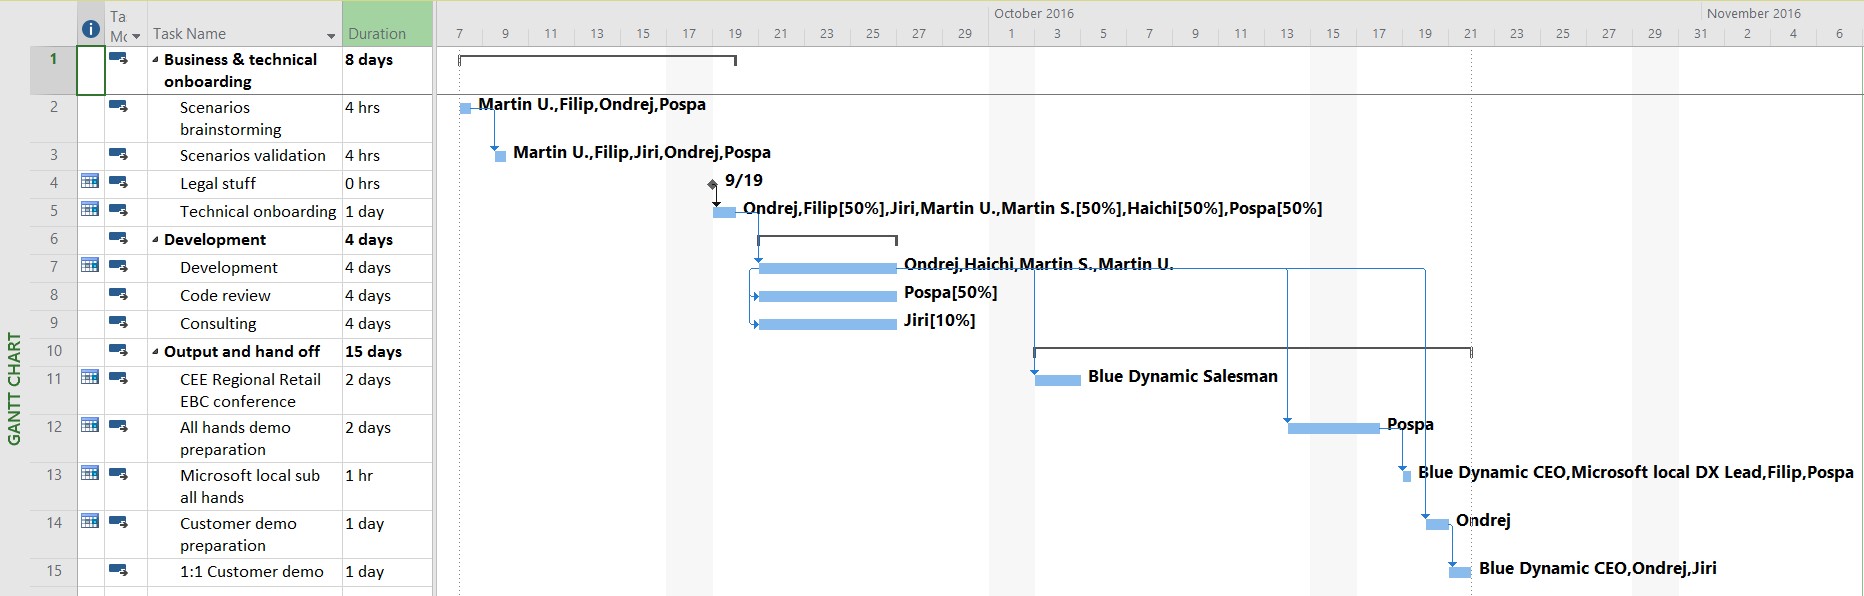 October 2016
November 2016
Ta
Mc
Task Name
Duration
7 9 11 13 15 17 19 21 23 25 27 29 1 3 5 7 9 11 13 15 17 19 21 23 25 27 29 31 2 4 6
GANTT CHART
1 Business & technical
onboarding
8 days
2 Scenarios
brainstorming
4 hrs
Martin U.,Filip,Ondrej,Pospa
3 Scenarios validation 4 hrs
Martin U.,Filip,Jiri,Ondrej,Pospa
4 Legal stuff 0 hrs
9/19
5 Technical onboarding 1 day
Ondrej,Filip[50%],Jiri,Martin U.,Martin S.[50%],Haichi[50%],Pospa[50%]
6 Development 4 days
7 Development 4 days
Ondrej,Haichi,Martin S.,Martin U.
8 Code review 4 days
Pospa[50%]
9 Consulting 4 days
Jiri[10%]
10 Output and hand off 15 days
11 CEE Regional Retail
EBC conference
2 days
Blue Dynamic Salesman
12 All hands demo
preparation
2 days
Pospa
13 Microsoft local sub
all hands
1 hr
Blue Dynamic CEO,Microsoft local DX Lead,Filip,Pospa
14 Customer demo
preparation
1 day
Ondrej
15 1:1 Customer demo 1 day
Blue Dynamic CEO,Ondrej,Jiri